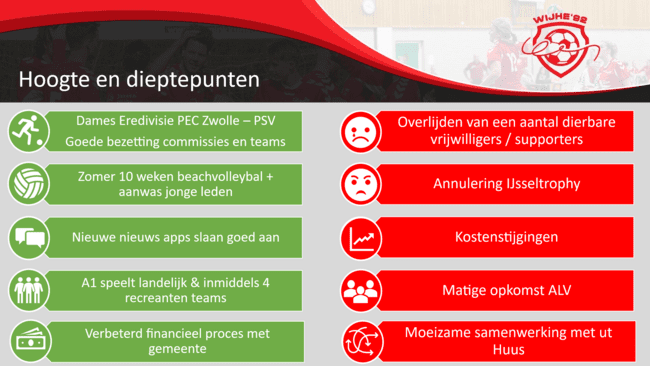 WIJHE'92
Hoogte en dieptepunten
Dames Eredivisie PEC Zwolle – PSV
Goede bezetting commissies en teams
Zomer 10 weken beachvolleybal +
aanwas jonge leden
Nieuwe nieuws apps slaan goed aan
A1 speelt landelijk & inmiddels 4
recreanten teams
Verbeterd financieel proces met
gemeente
Overlijden van een aantal dierbare
vrijwilligers / supporters
Annulering IJsseltrophy
Kostenstijgingen
Matige opkomst ALV
Moeizame samenwerking met ut
Huus